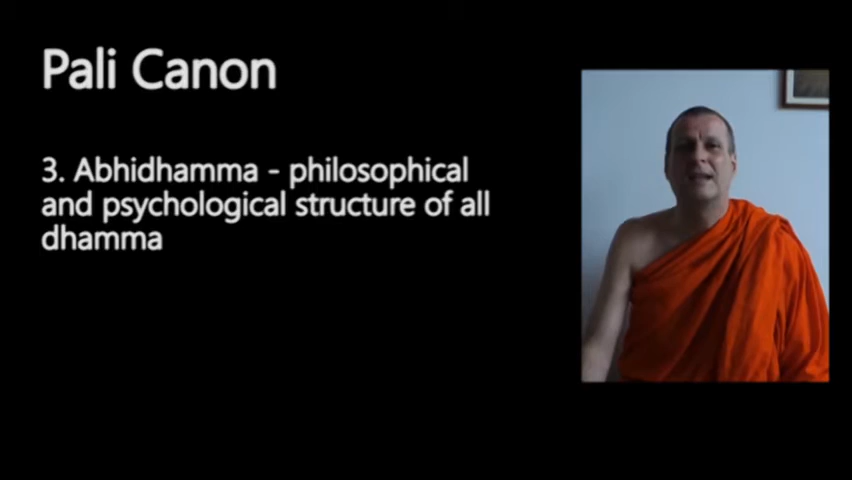 Pali Canon
3. Abhidhamma - philosophical
and psychological structure of all
dhamma